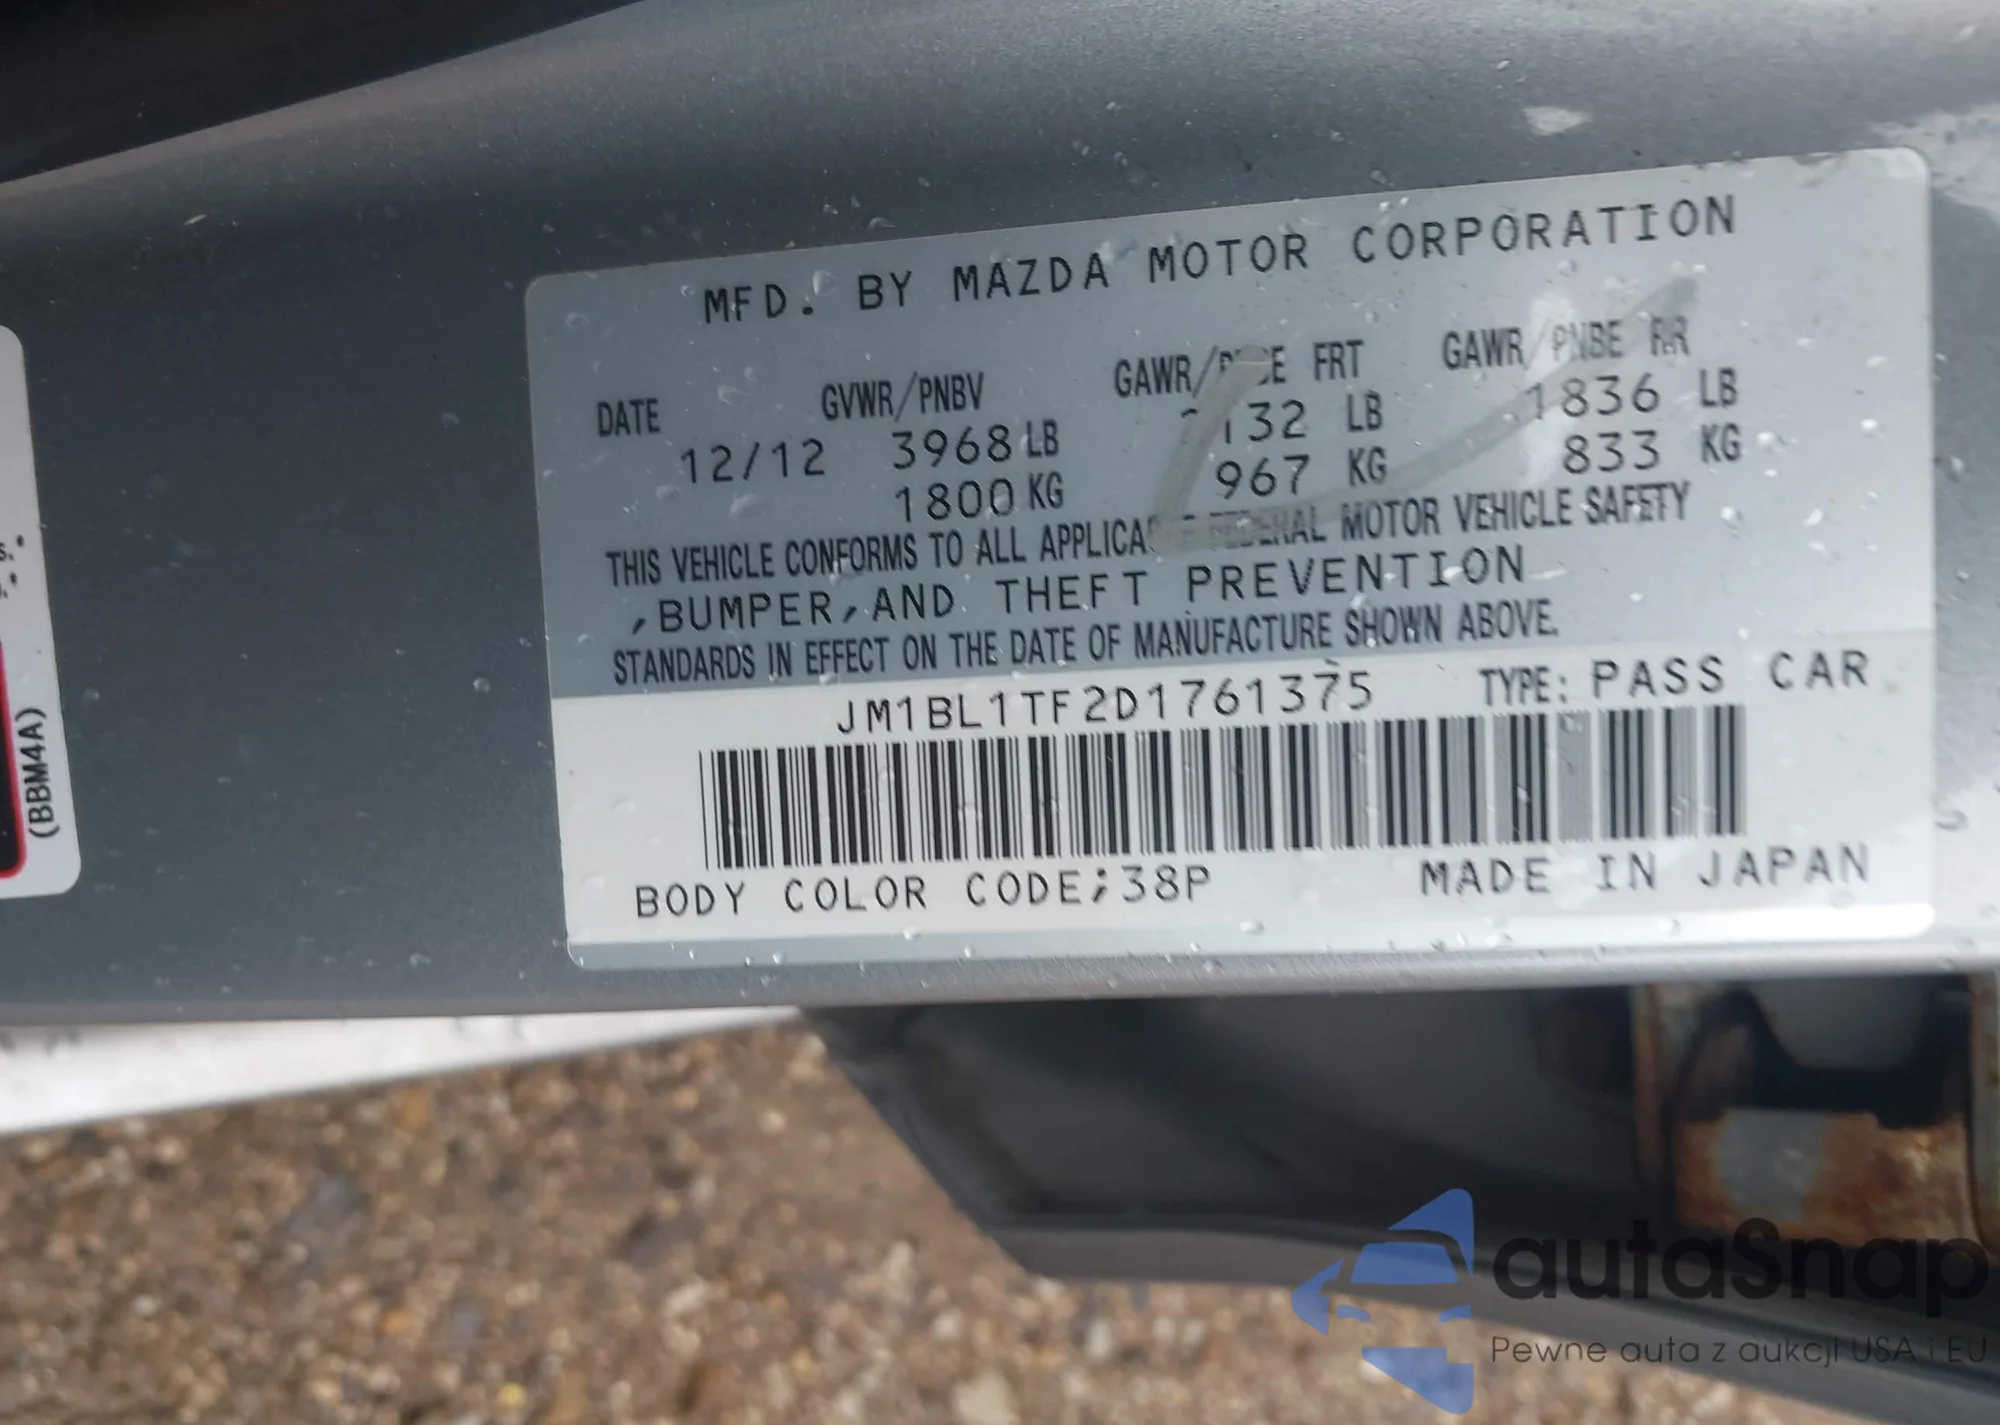 MFD. BY MAZDA MOTOR CORPORATION
DATE GVWR/PNBV GAWR/ FRT GAWR/PNBE RR
12/12 3968 LB 132 LB 1836 LB
1800 KG 967 KG 833 KG
THIS VEHICLE CONFORMS TO ALL FEDERAL MOTOR VEHICLE SAFETY
,BUMPER,AND THEFT PREVENTION
STANDARDS IN EFFECT ON THE DATE OF MANUFACTURE SHOWN ABOVE.
JM1BL1TF2D1761375 TYPE: PASS CAR
BODY COLOR CODE;38P MADE IN JAPAN
(BBM4A)
autaSnap
Pewne auta z aukcji USA i EU